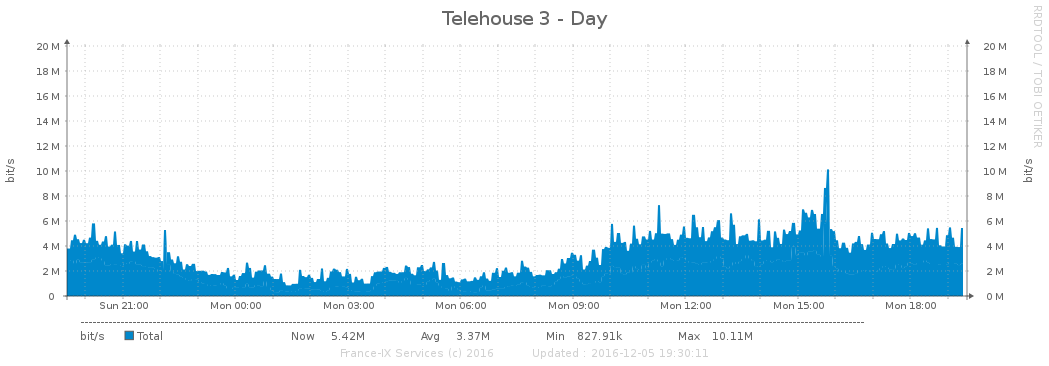 Telehouse 3 - Day
RRDTOOL / TOBI OETIKER
bit/s
20 M 20 M
18 M 18 M
16 M 16 M
14 M 14 M
12 M 12 M
10 M 10 M
8 M 8 M
6 M 6 M
4 M 4 M
2 M 2 M
0 0 M
bit/s
Sun 21:00 Mon 00:00 Mon 03:00 Mon 06:00 Mon 09:00 Mon 12:00 Mon 15:00 Mon 18:00
bit/s Total Now 5.42M Avg 3.37M Min 827.91k Max 10.11M
France-IX Services (c) 2016 Updated : 2016-12-05 19:30:11